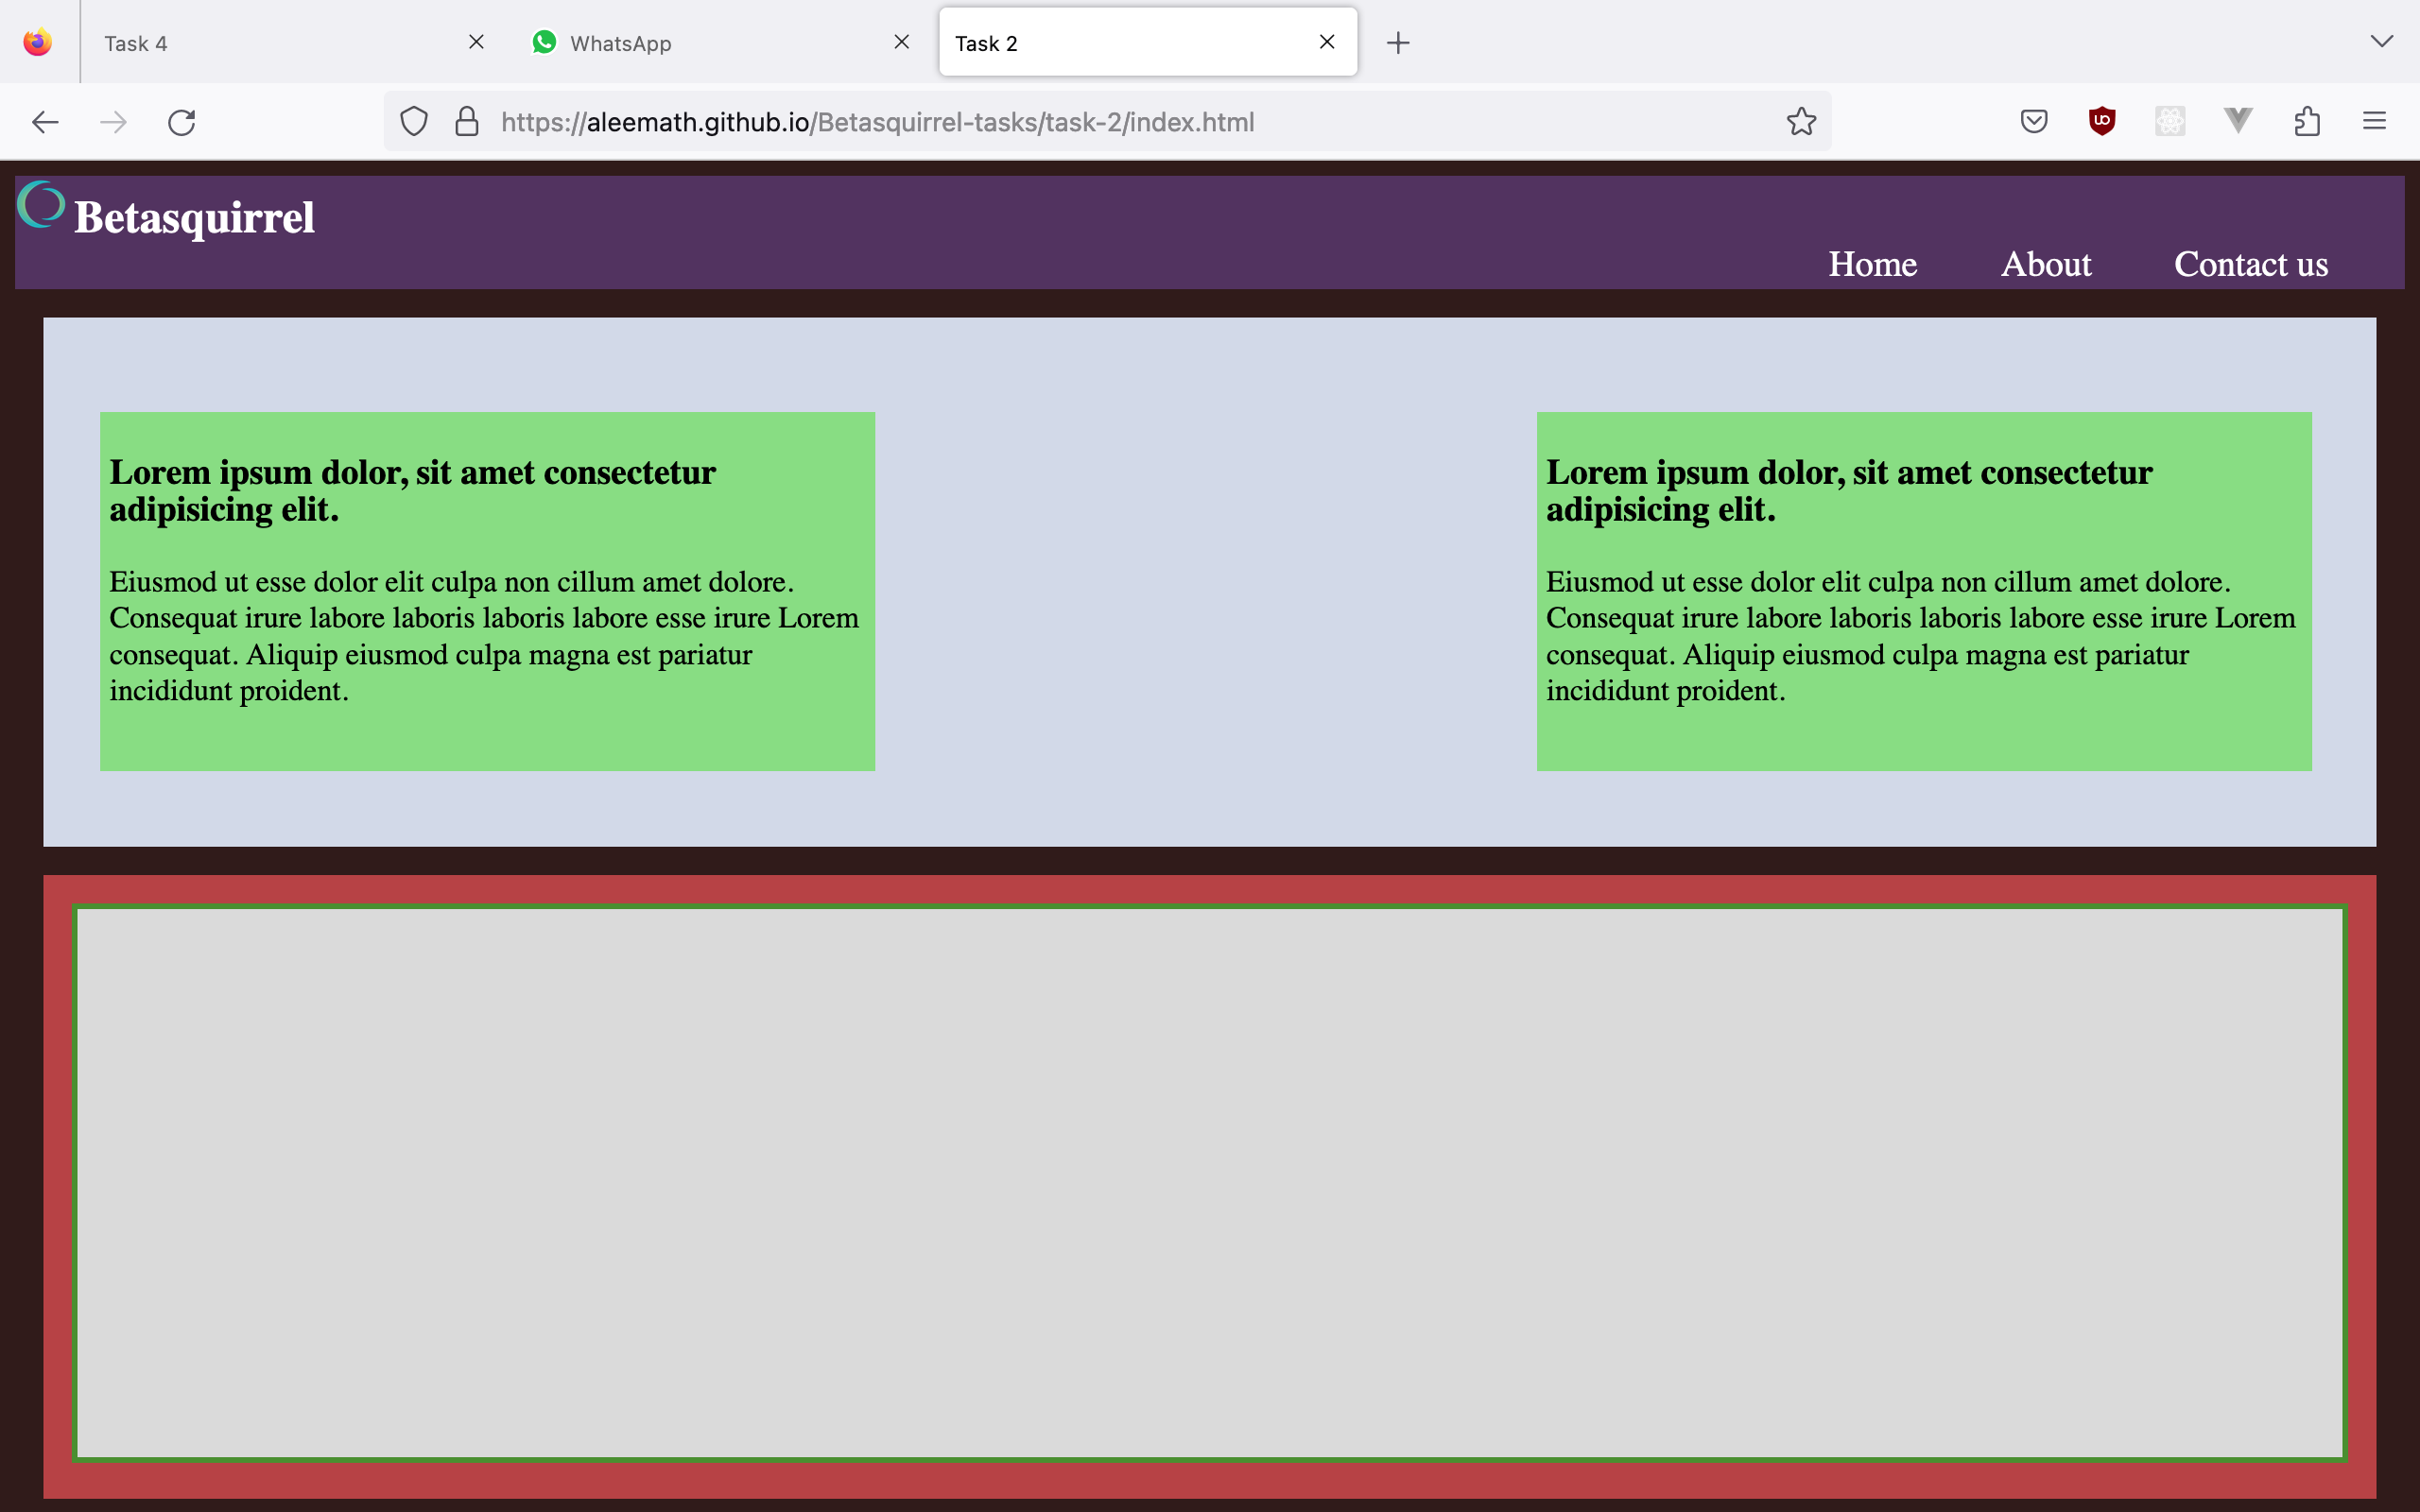 Task 4
WhatsApp
Task 2
https://aleemath.github.io/Betasquirrel-tasks/task-2/index.html
Betasquirrel
Home About Contact us
Lorem ipsum dolor, sit amet consectetur
adipisicing elit.
Eiusmod ut esse dolor elit culpa non cillum amet dolore.
Consequat irure labore laboris laboris labore esse irure Lorem
consequat. Aliquip eiusmod culpa magna est pariatur
incididunt proident.
Lorem ipsum dolor, sit amet consectetur
adipisicing elit.
Eiusmod ut esse dolor elit culpa non cillum amet dolore.
Consequat irure labore laboris laboris labore esse irure Lorem
consequat. Aliquip eiusmod culpa magna est pariatur
incididunt proident.